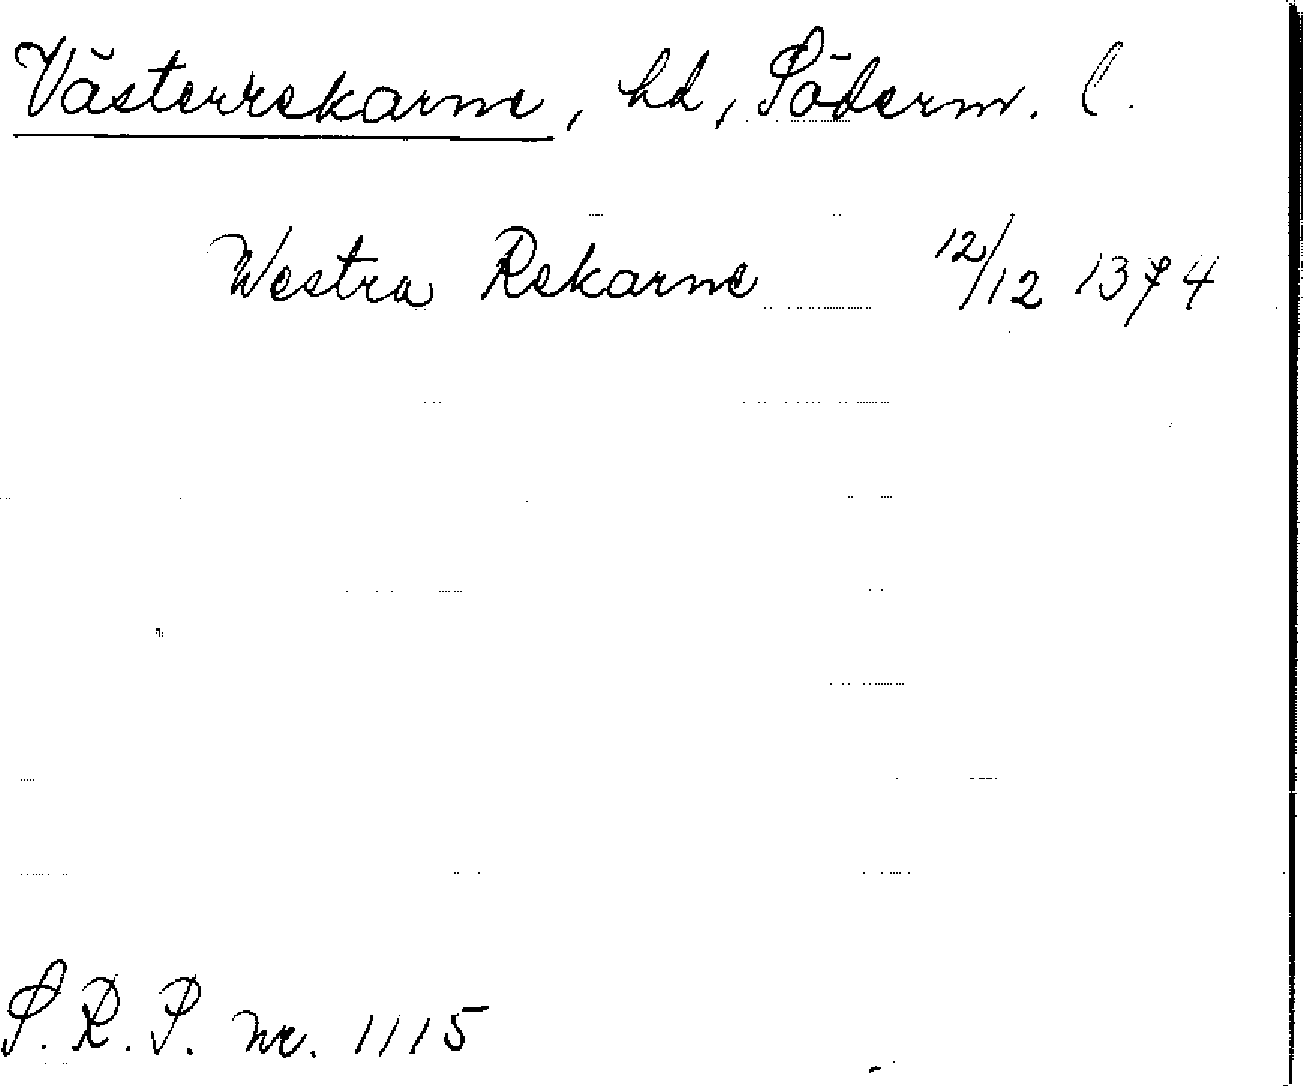 Västerrekarne, hd, Söderm. l.
Westra Rekarne 12/12 1374
S.R.P. nr. 1115